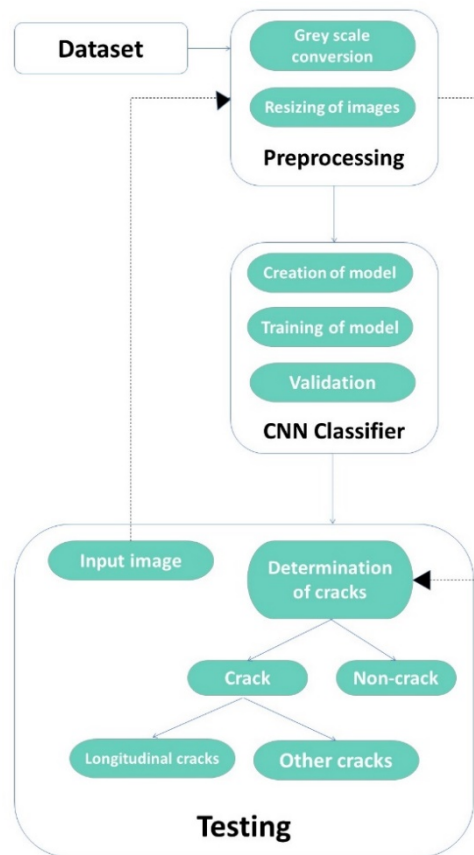 Dataset
Grey scale
conversion
Resizing of images
Preprocessing
Creation of model
Training of model
Validation
CNN Classifier
Input image
Determination
of cracks
Crack
Non-crack
Longitudinal cracks
Other cracks
Testing